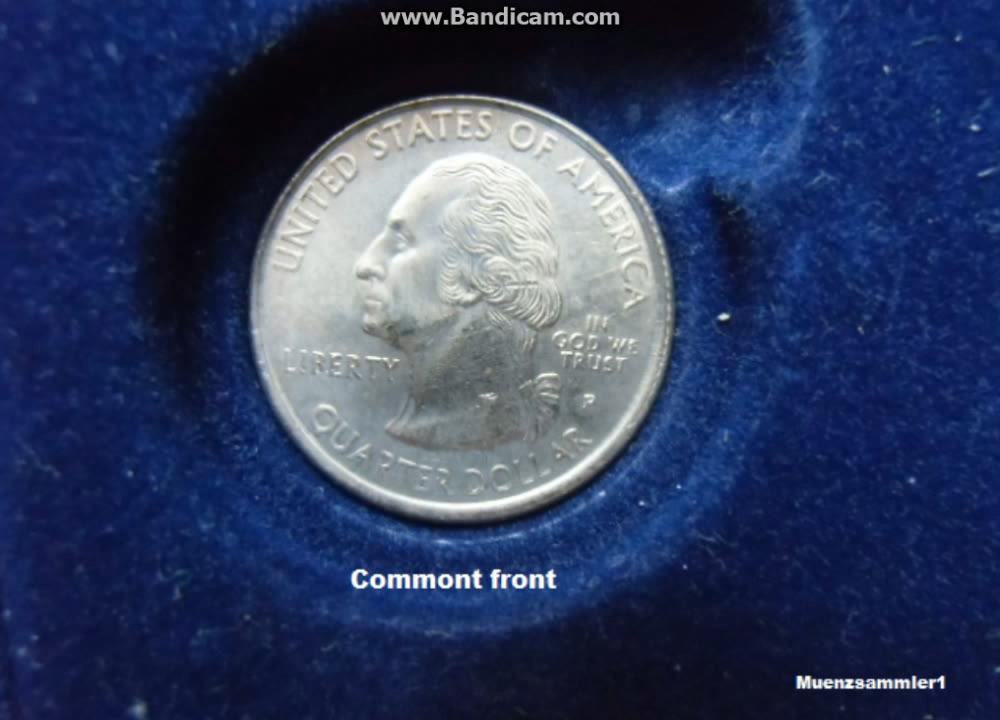 www.Bandicam.com
UNITED STATES OF AMERICA
LIBERTY
IN
GOD WE
TRUST
P
QUARTER DOLLAR
Commont front
Muenzsammler1